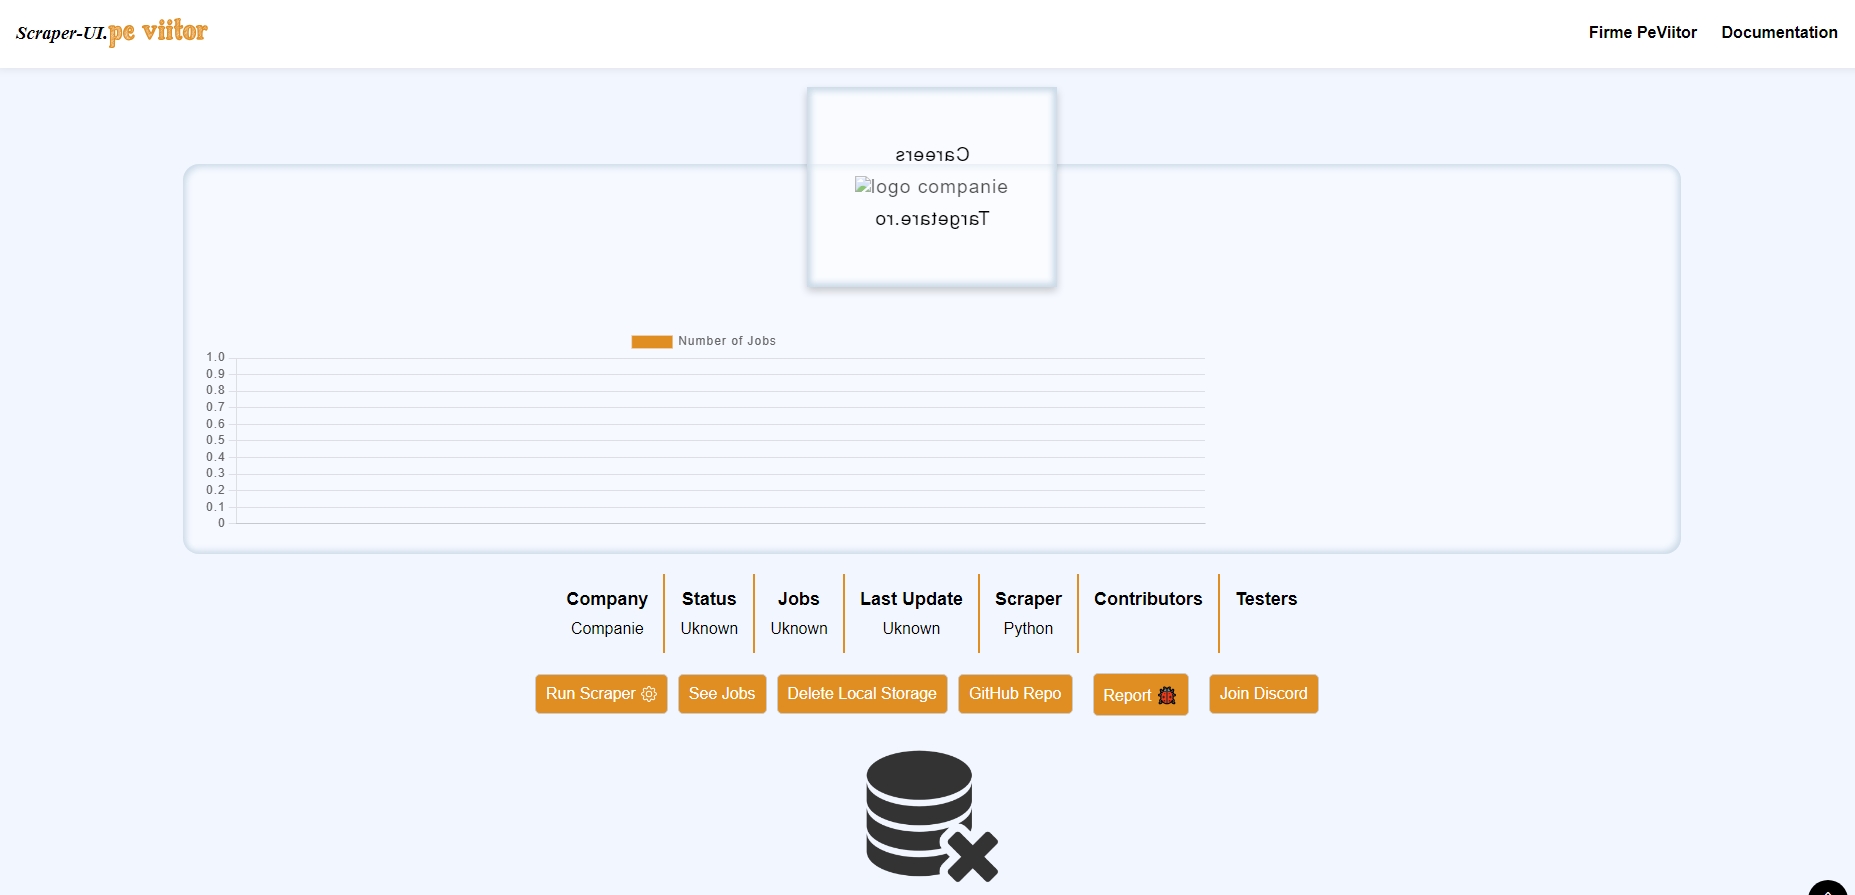 Scraper-UI.pe viitor
Firme PeViitor Documentation
Careers
logo companie
Targetare.ro
Number of Jobs
1.0
0.9
0.8
0.7
0.6
0.5
0.4
0.3
0.2
0.1
0
Company Status Jobs Last Update Scraper Contributors Testers
Companie Uknown Uknown Uknown Python
Run Scraper See Jobs Delete Local Storage GitHub Repo Report Join Discord